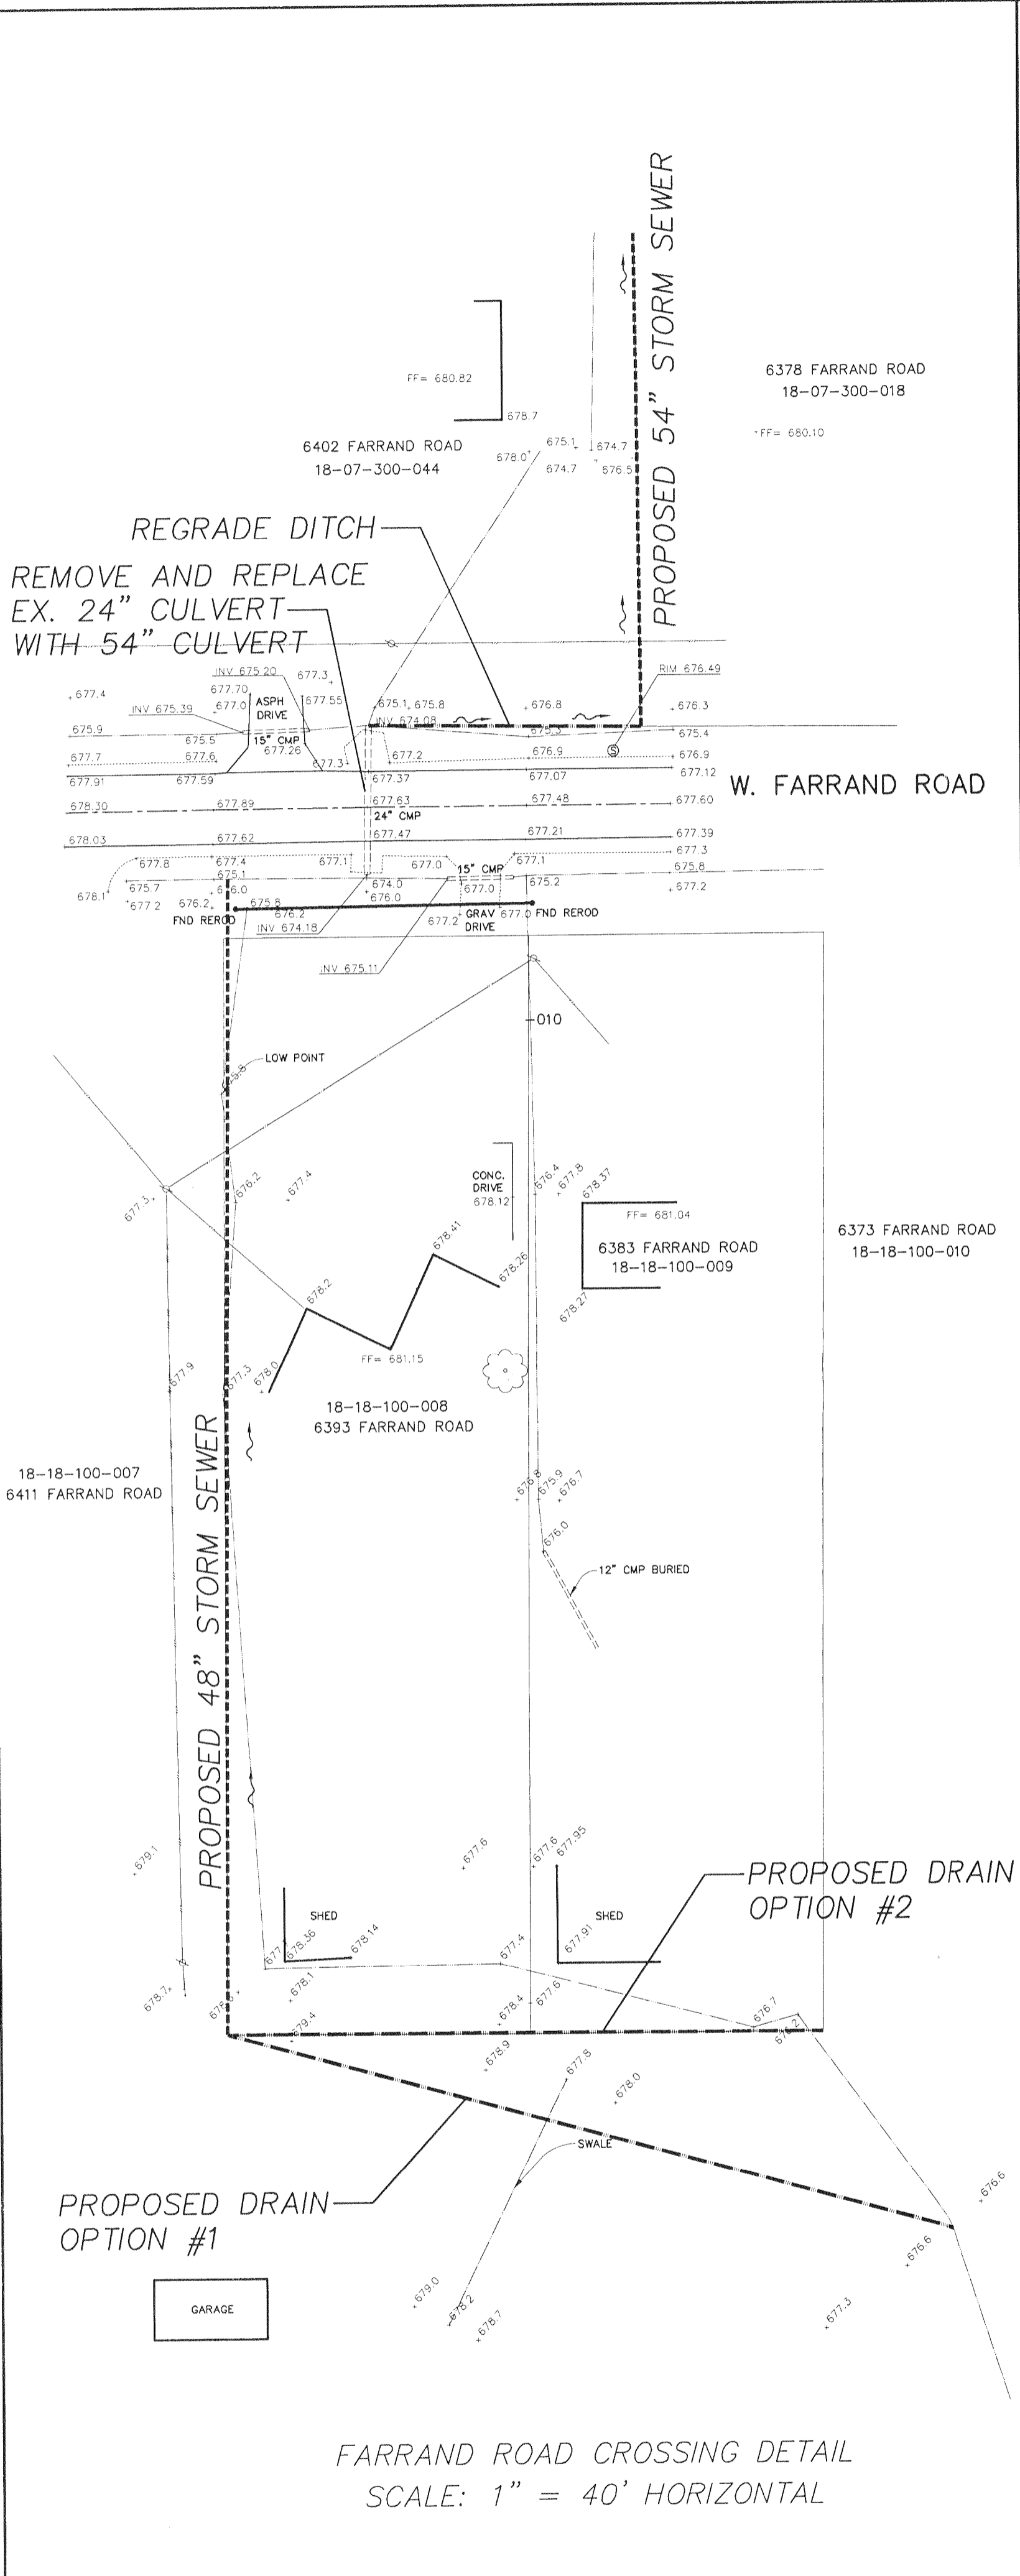 PROPOSED 54" STORM SEWER
FF= 680.82
678.7
6402 FARRAND ROAD
18-07-300-044
675.1
674.7
678.0
674.7
676.5
6378 FARRAND ROAD
18-07-300-018
FF= 680.10
REGRADE DITCH
REMOVE AND REPLACE
EX. 24" CULVERT
WITH 54" CULVERT
INV 675.20
677.3
RIM 676.49
677.4
677.70
677.0
677.55
INV 675.39
ASPH
DRIVE
675.1
675.8
676.8
676.3
INV 674.08
675.9
675.5
15" CMP
677.26
675.3
675.4
S
677.7
677.6
677.3
677.2
676.9
676.9
677.91
677.59
677.37
677.07
677.12
W. FARRAND ROAD
678.30
677.89
677.63
677.48
677.60
24" CMP
678.03
677.62
677.47
677.21
677.39
677.3
677.8
677.4
677.1
677.0
677.1
15" CMP
675.8
675.1
678.1
675.7
676.0
674.0
677.0
675.2
677.2
677.2
676.2
675.8
676.0
676.2
677.2
GRAV
DRIVE
677.0
FND REROD
FND REROD
INV 674.18
INV 675.11
010
LOW POINT
677.3
676.2
677.4
CONC.
DRIVE
678.12
676.4
677.8
678.37
FF= 681.04
6383 FARRAND ROAD
18-18-100-009
678.27
6373 FARRAND ROAD
18-18-100-010
678.41
678.26
678.2
FF= 681.15
677.9
677.3
678.0
18-18-100-008
6393 FARRAND ROAD
18-18-100-007
6411 FARRAND ROAD
PROPOSED 48" STORM SEWER
676.8
675.9
676.7
676.0
12" CMP BURIED
679.1
677.6
677.6
677.95
PROPOSED DRAIN
OPTION #2
SHED
SHED
678.36
678.14
677.4
677.91
678.7
678.1
678.4
677.6
676.7
676.2
679.4
678.9
677.8
678.0
SWALE
PROPOSED DRAIN
OPTION #1
676.6
676.6
679.0
678.2
678.7
677.3
GARAGE
FARRAND ROAD CROSSING DETAIL
SCALE: 1" = 40' HORIZONTAL